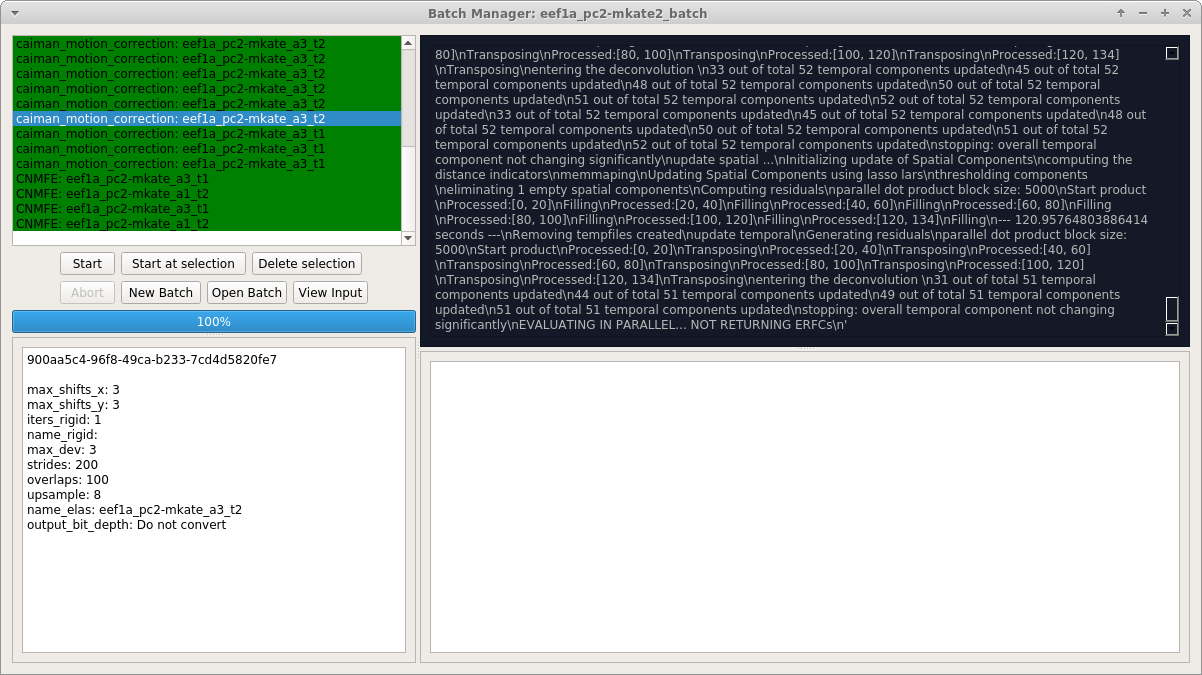 Batch Manager: eef1a_pc2-mkate2_batch
caiman_motion_correction: eef1a_pc2-mkate_a3_t2
caiman_motion_correction: eef1a_pc2-mkate_a3_t2
caiman_motion_correction: eef1a_pc2-mkate_a3_t2
caiman_motion_correction: eef1a_pc2-mkate_a3_t2
caiman_motion_correction: eef1a_pc2-mkate_a3_t2
caiman_motion_correction: eef1a_pc2-mkate_a3_t2
caiman_motion_correction: eef1a_pc2-mkate_a3_t1
caiman_motion_correction: eef1a_pc2-mkate_a3_t1
caiman_motion_correction: eef1a_pc2-mkate_a3_t1
CNMFE: eef1a_pc2-mkate_a3_t1
CNMFE: eef1a_pc2-mkate_a1_t2
CNMFE: eef1a_pc2-mkate_a3_t1
CNMFE: eef1a_pc2-mkate_a1_t2
Start
Start at selection
Delete selection
Abort
New Batch
Open Batch
View Input
100%
900aa5c4-96f8-49ca-b233-7cd4d5820fe7
max_shifts_x: 3
max_shifts_y: 3
iters_rigid: 1
name_rigid:
max_dev: 3
strides: 200
overlaps: 100
upsample: 8
name_elas: eef1a_pc2-mkate_a3_t2
output_bit_depth: Do not convert
80]\nTransposing\nProcessed:[80, 100]\nTransposing\nProcessed:[100, 120]\nTransposing\nProcessed:[120, 134]
\nTransposing\nentering the deconvolution \n33 out of total 52 temporal components updated\n45 out of total 52
temporal components updated\n48 out of total 52 temporal components updated\n50 out of total 52 temporal
components updated\n51 out of total 52 temporal components updated\n52 out of total 52 temporal components
updated\n33 out of total 52 temporal components updated\n45 out of total 52 temporal components updated\n48 out
of total 52 temporal components updated\n50 out of total 52 temporal components updated\n51 out of total 52
temporal components updated\n52 out of total 52 temporal components updated\nstopping: overall temporal
component not changing significantly\nupdate spatial ...\nInitializing update of Spatial Components\ncomputing the
distance indicators\nmemmaping\nUpdating Spatial Components using lasso lars\nthresholding components
\neliminating 1 empty spatial components\nComputing residuals\nparallel dot product block size: 5000\nStart product
\nProcessed:[0, 20]\nFilling\nProcessed:[20, 40]\nFilling\nProcessed:[40, 60]\nFilling\nProcessed:[60, 80]\nFilling
\nProcessed:[80, 100]\nFilling\nProcessed:[100, 120]\nFilling\nProcessed:[120, 134]\nFilling\n--- 120.95764803886414
seconds ---\nRemoving tempfiles created\nupdate temporal\nGenerating residuals\nparallel dot product block size:
5000\nStart product\nProcessed:[0, 20]\nTransposing\nProcessed:[20, 40]\nTransposing\nProcessed:[40, 60]
\nTransposing\nProcessed:[60, 80]\nTransposing\nProcessed:[80, 100]\nTransposing\nProcessed:[100, 120]
\nTransposing\nProcessed:[120, 134]\nTransposing\nentering the deconvolution \n31 out of total 51 temporal
components updated\n44 out of total 51 temporal components updated\n49 out of total 51 temporal components
updated\n51 out of total 51 temporal components updated\nstopping: overall temporal component not changing
significantly\nEVALUATING IN PARALLEL... NOT RETURNING ERFCs\n'